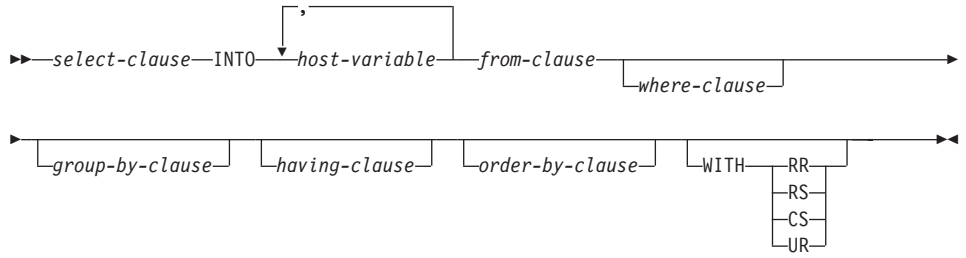 ,
select-clause INTO host-variable from-clause
where-clause
group-by-clause having-clause order-by-clause WITH RR
RS
CS
UR